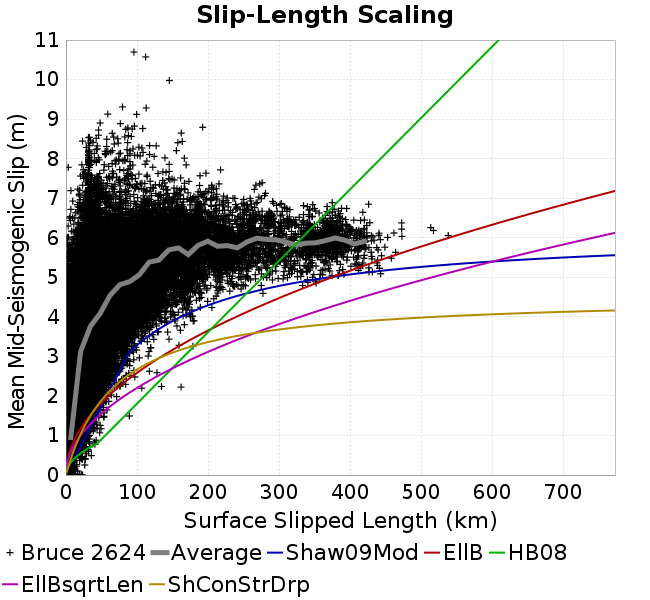 Slip-Length Scaling
Mean Mid-Seismogenic Slip (m)
11
10
9
8
7
6
5
4
3
2
1
0
0 100 200 300 400 500 600 700
Surface Slipped Length (km)
Bruce 2624 Average Shaw09Mod EllB HB08
EllBsqrtLen ShConStrDrp